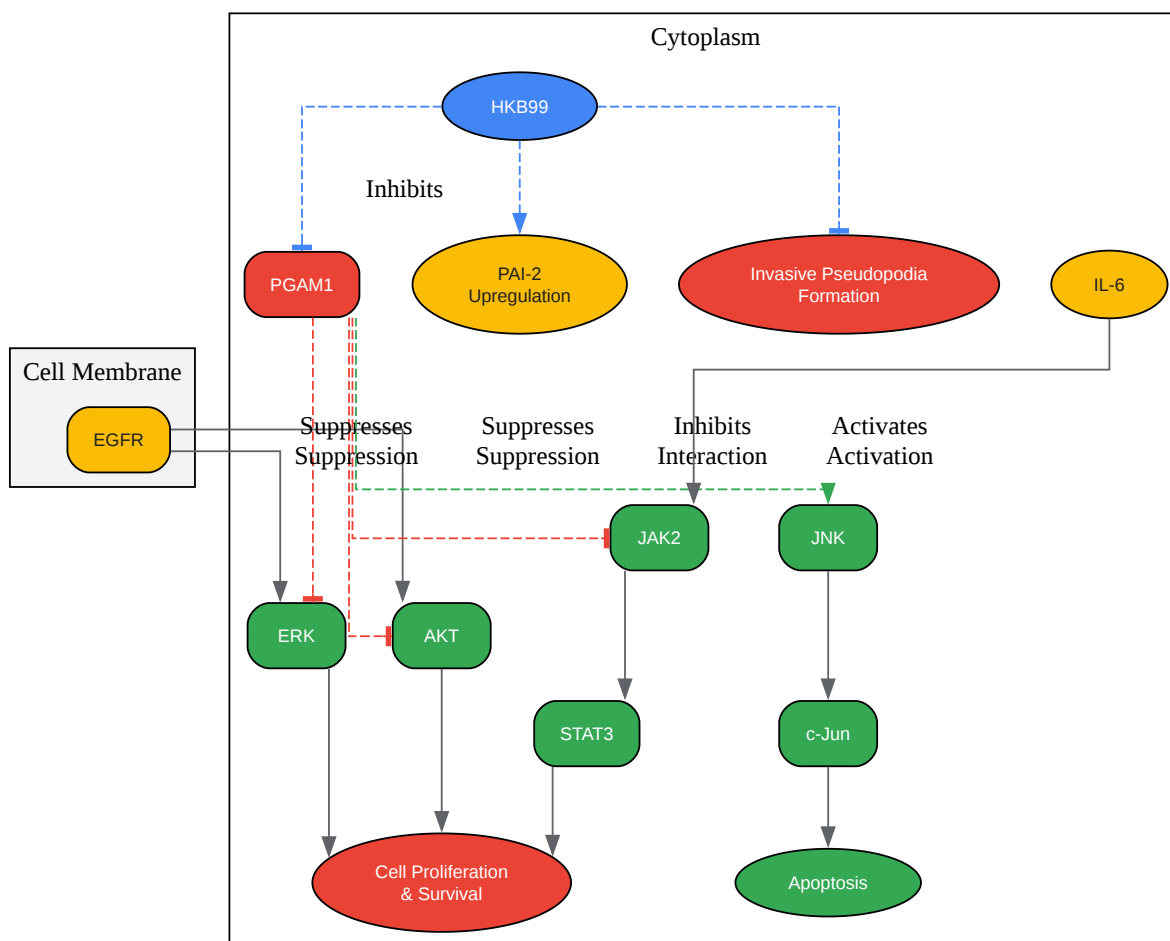 Cytoplasm
HKB99
Inhibits
PGAM1
PAI-2
Upregulation
Invasive Pseudopodia
Formation
IL-6
Cell Membrane
EGFR
Suppresses
Suppression
Suppresses
Suppression
Inhibits
Interaction
Activates
Activation
JAK2
JNK
ERK
AKT
STAT3
c-Jun
Cell Proliferation
& Survival
Apoptosis